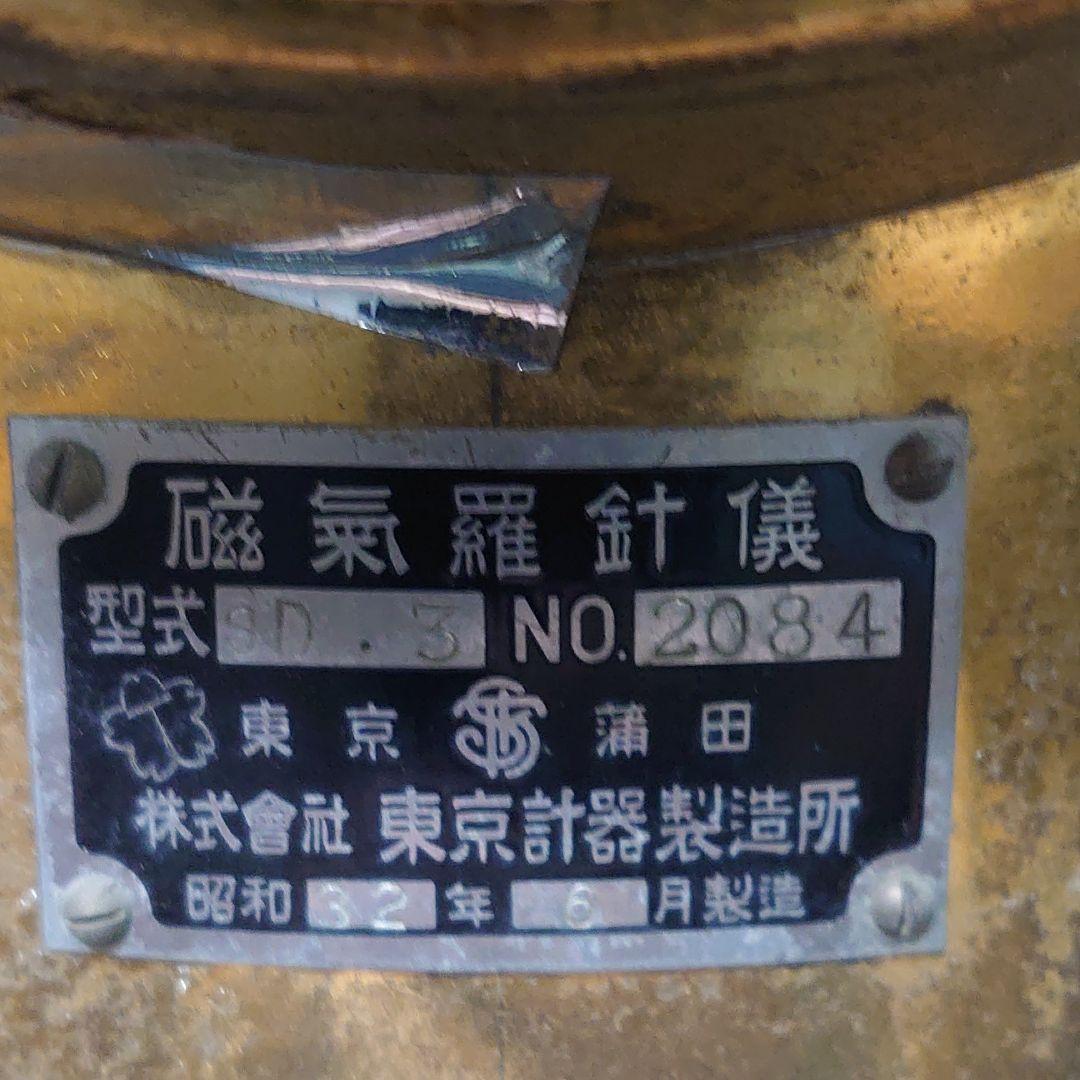 磁氣羅針儀
型式 SD.3 NO. 2084
東京 蒲田
株式會社 東京計器製造所
昭和 32 年 6 月製造